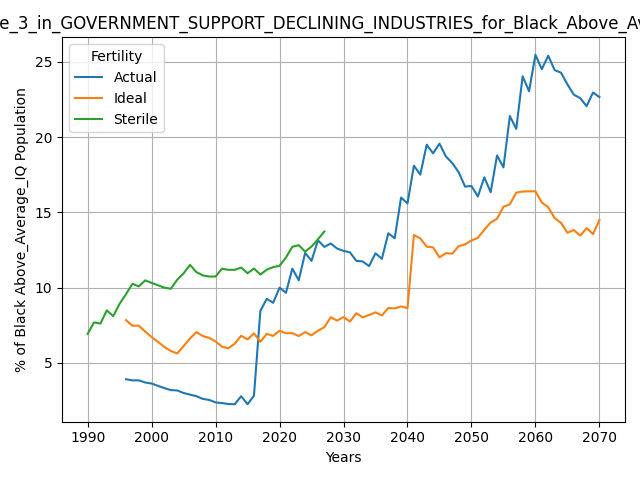 e_3_in_GOVERNMENT_SUPPORT_DECLINING_INDUSTRIES_for_Black_Above_Av
Fertility
Actual
Ideal
Sterile
% of Black Above_Average_IQ Population
25
20
15
10
5
1990 2000 2010 2020 2030 2040 2050 2060 2070
Years